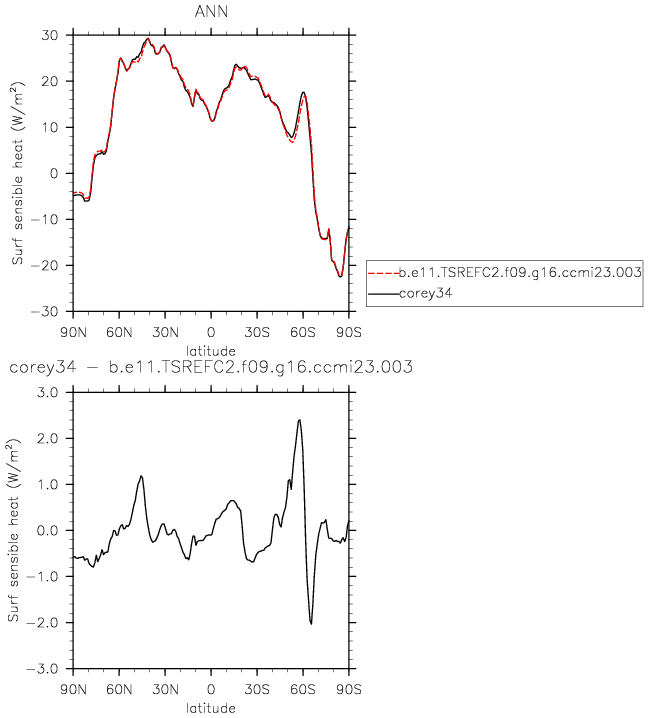 ANN
Surf sensible heat (W/m²)
30
20
10
0
−10
−20
−30
90N 60N 30N 0 30S 60S 90S
latitude
b.e11.TSREFC2.f09.g16.ccmi23.003
corey34
corey34 − b.e11.TSREFC2.f09.g16.ccmi23.003
Surf sensible heat (W/m²)
3.0
2.0
1.0
0.0
−1.0
−2.0
−3.0
90N 60N 30N 0 30S 60S 90S
latitude